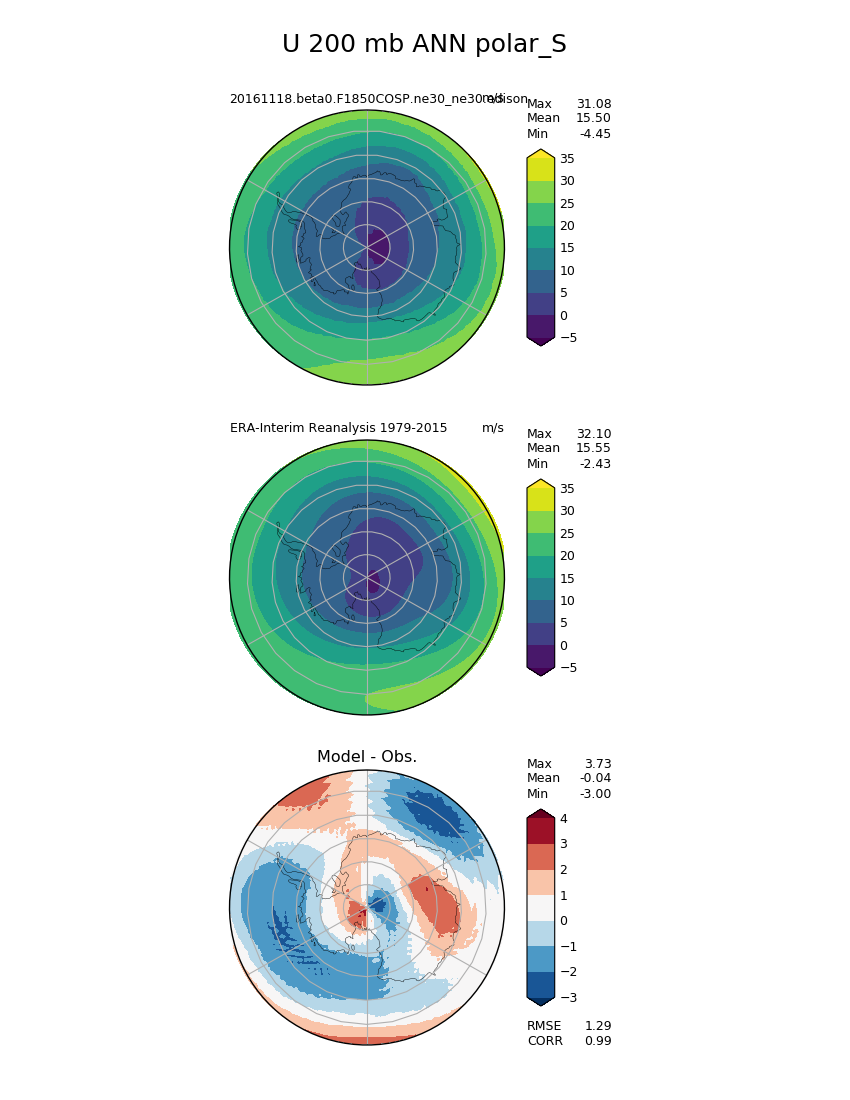 U 200 mb ANN polar_S
20161118.beta0.F1850COSP.ne30_ne30.edison m/s
Max 31.08
Mean 15.50
Min -4.45
35
30
25
20
15
10
5
0
−5
ERA-Interim Reanalysis 1979-2015 m/s
Max 32.10
Mean 15.55
Min -2.43
35
30
25
20
15
10
5
0
−5
Model - Obs.
Max 3.73
Mean -0.04
Min -3.00
4
3
2
1
0
−1
−2
−3
RMSE 1.29
CORR 0.99